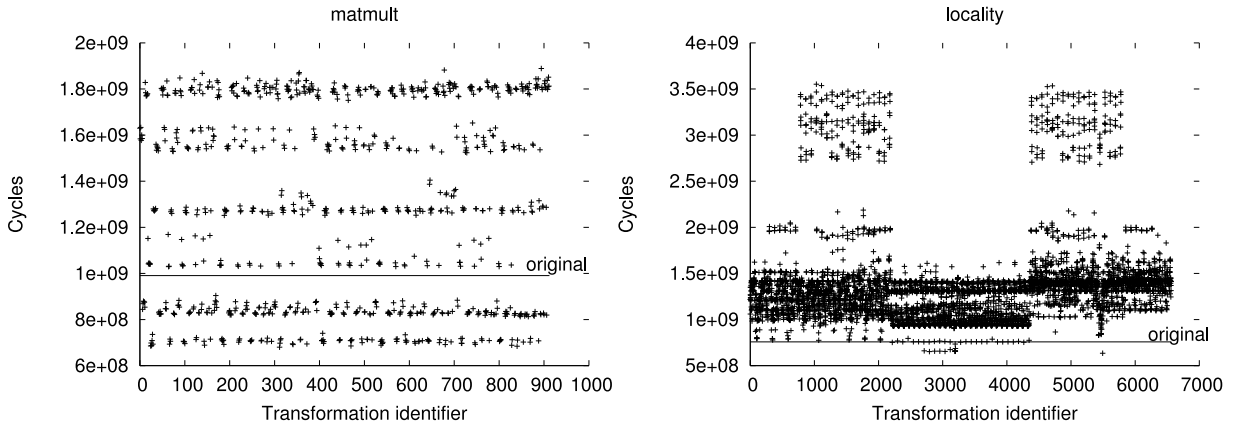 matmult
2e+09
1.8e+09
1.6e+09
1.4e+09
1.2e+09
1e+09
8e+08
6e+08
Cycles
original
0 100 200 300 400 500 600 700 800 900 1000
Transformation identifier
locality
4e+09
3.5e+09
3e+09
2.5e+09
2e+09
1.5e+09
1e+09
5e+08
Cycles
original
0 1000 2000 3000 4000 5000 6000 7000
Transformation identifier